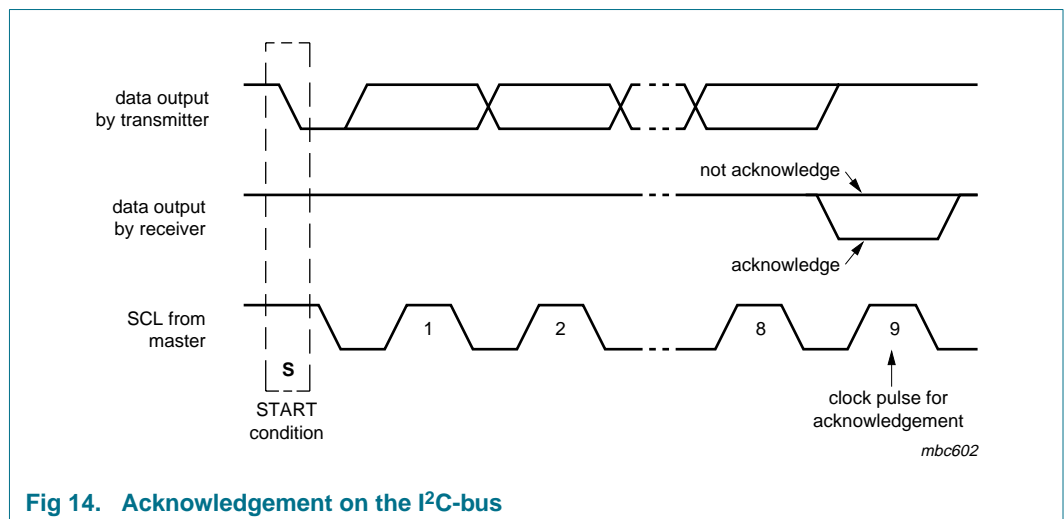 data output
by transmitter
not acknowledge
data output
by receiver
acknowledge
SCL from
master
1
2
8
9
S
START
condition
clock pulse for
acknowledgement
mbc602
Fig 14. Acknowledgement on the I²C-bus